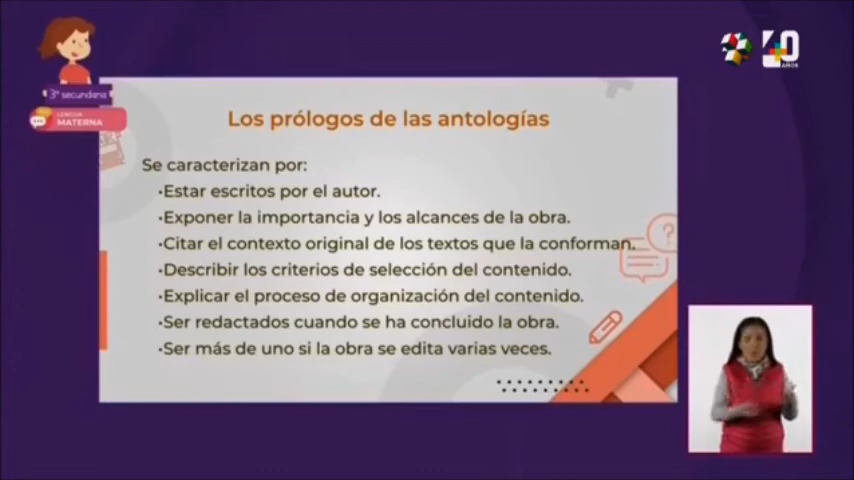 40
AÑOS
3º secundaria
LENGUA
MATERNA
Los prólogos de las antologías
Se caracterizan por:
•Estar escritos por el autor.
•Exponer la importancia y los alcances de la obra.
•Citar el contexto original de los textos que la conforman.
•Describir los criterios de selección del contenido.
•Explicar el proceso de organización del contenido.
•Ser redactados cuando se ha concluido la obra.
•Ser más de uno si la obra se edita varias veces.